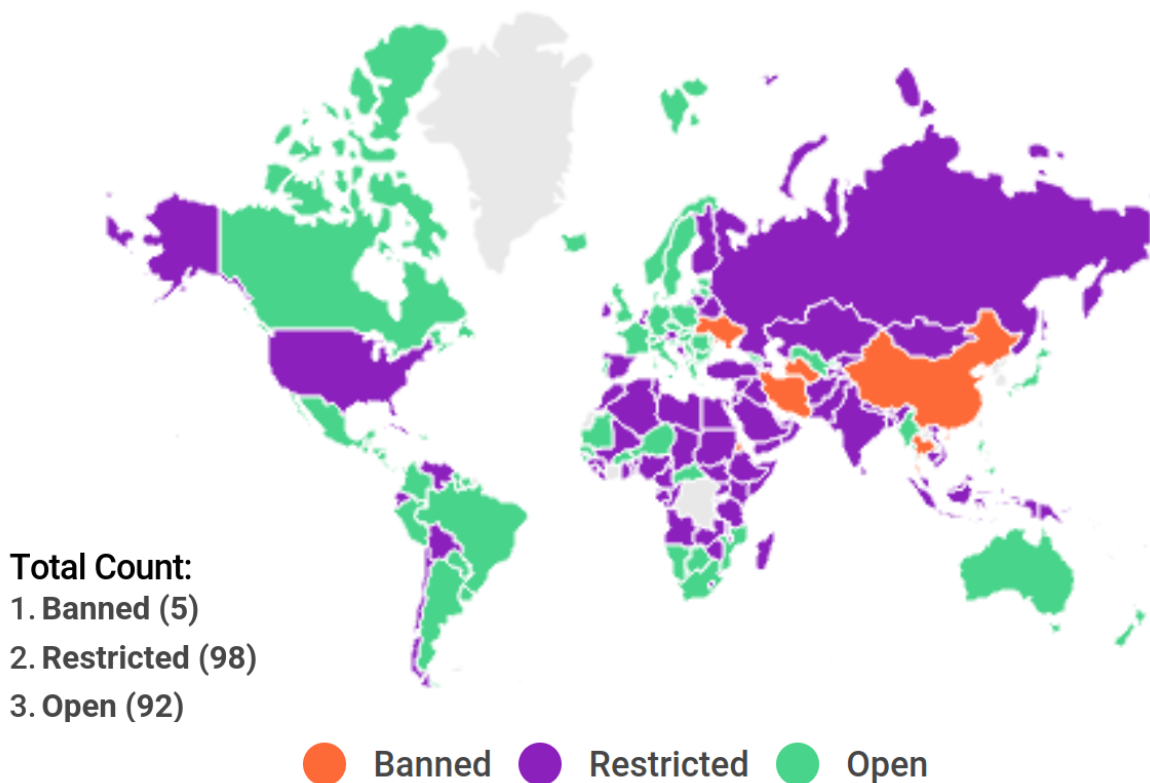 Total Count:
1. Banned (5)
2. Restricted (98)
3. Open (92)
Banned Restricted Open